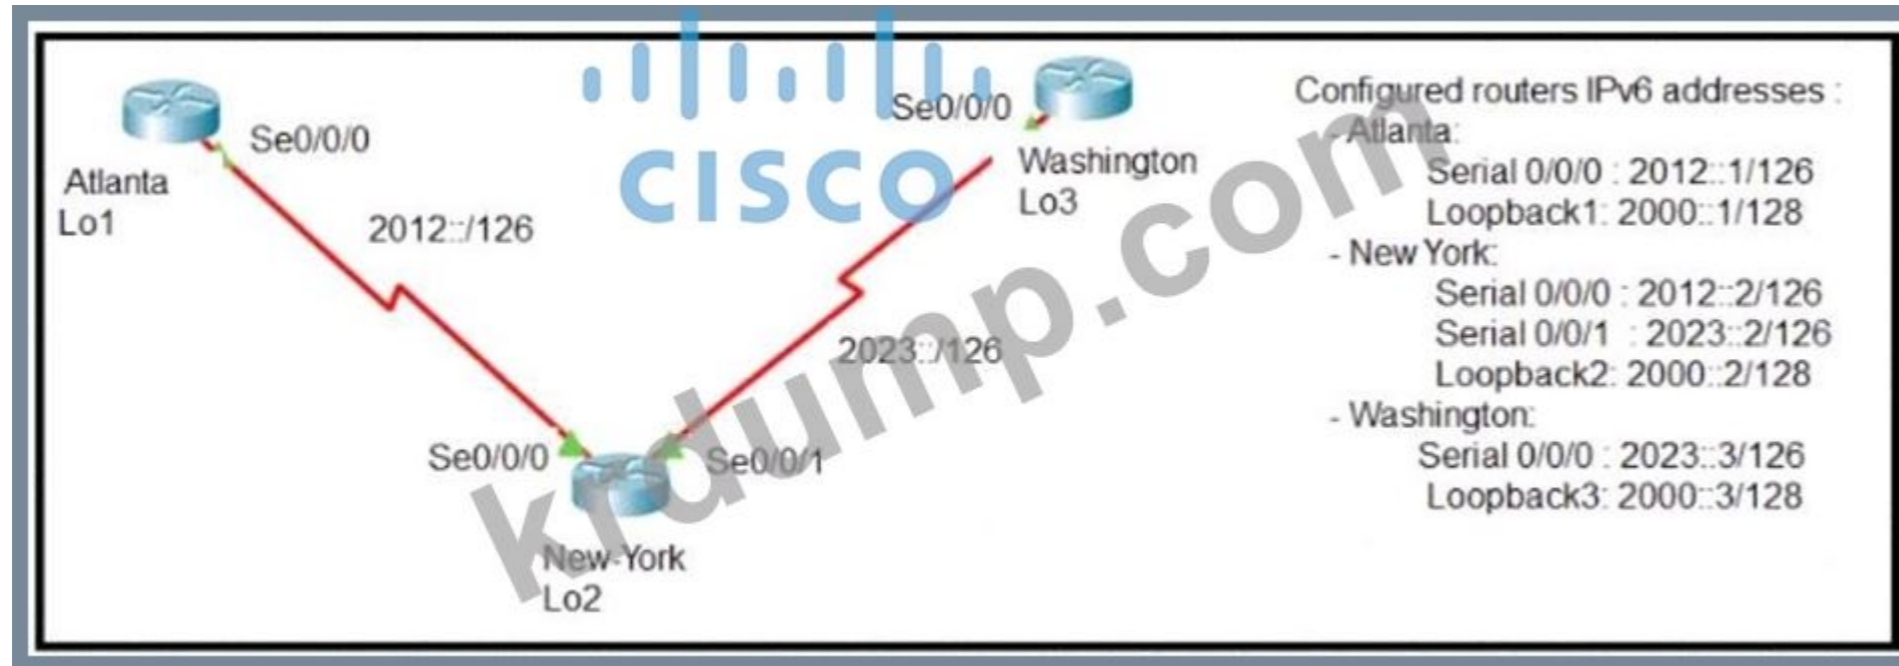 CISCO
Se0/0/0
Atlanta
Lo1
2012::/126
Se0/0/0
Washington
Lo3
2023::/126
Se0/0/0
Se0/0/1
New-York
Lo2
Configured routers IPv6 addresses :
- Atlanta:
Serial 0/0/0 : 2012::1/126
Loopback1: 2000::1/128
- New York:
Serial 0/0/0 : 2012::2/126
Serial 0/0/1 : 2023::2/126
Loopback2: 2000::2/128
- Washington:
Serial 0/0/0 : 2023::3/126
Loopback3: 2000::3/128
krdump.com